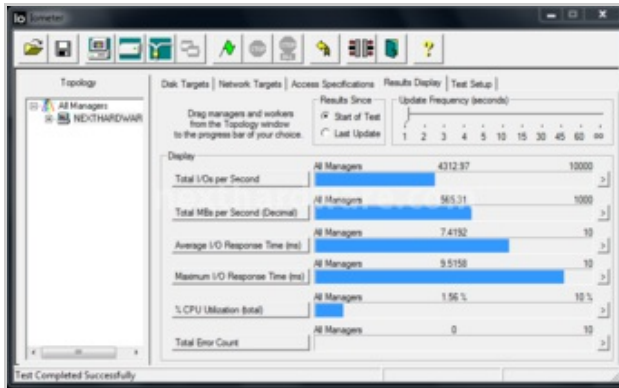 Io Iometer
Topology
All Managers
NEXTHARDWAR
Disk Targets Network Targets Access Specifications Results Display Test Setup
Drag managers and workers
from the Topology window
to the progress bar of your choice.
Results Since
Start of Test
Last Update
Update Frequency (seconds)
1 2 3 4 5 10 15 30 45 60 oo
Display
All Managers 4312.97 10000
Total I/Os per Second
All Managers 565.31 1000
Total MBs per Second (Decimal)
All Managers 7.4192 10
Average I/O Response Time (ms)
All Managers 9.5158 10
Maximum I/O Response Time (ms)
All Managers 1.56 % 10 %
% CPU Utilization (total)
All Managers 0 10
Total Error Count
Test Completed Successfully